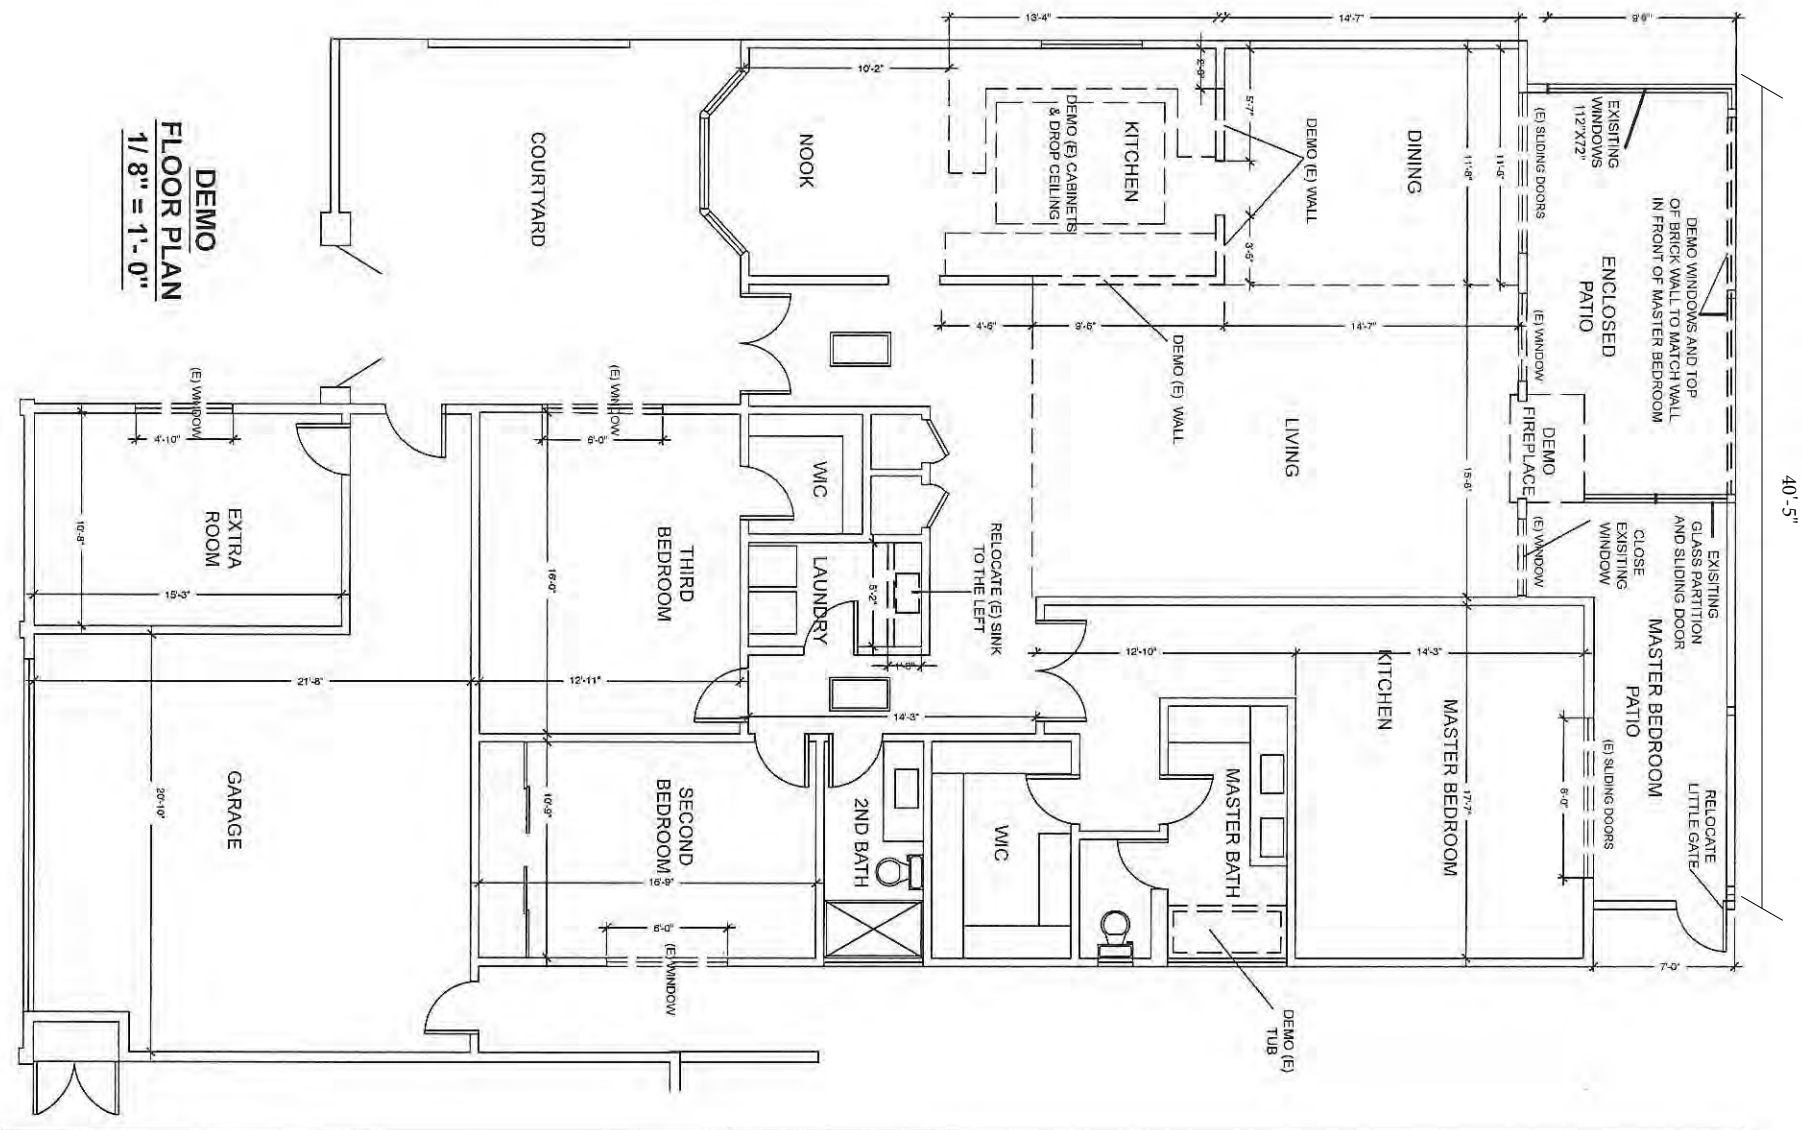 DEMO
FLOOR PLAN
1/ 8" = 1'- 0"
13'-4"
14'-7"
9'6"
10'-2"
2'-0"
5'-7"
11'-8"
11'-9"
COURTYARD
NOOK
KITCHEN
DEMO (E) CABINETS
& DROP CEILING
DEMO (E) WALL
DINING
(E) SLIDING DOORS
EXISITING
WINDOWS
112"X72"
DEMO WINDOWS AND TOP
OF BRICK WALL TO MATCH WALL
IN FRONT OF MASTER BEDROOM
ENCLOSED
PATIO
(E) WINDOW
4'-6"
9'-6"
14'-7"
DEMO (E) WALL
LIVING
DEMO
FIREPLACE
15'-6"
40'-5"
(E) WINDOW
4'-10"
(E) WINDOW
6'-0"
WIC
EXTRA
ROOM
10'-8"
15'-3"
THIRD
BEDROOM
16'-0"
LAUNDRY
5'-2"
RELOCATE (E) SINK
TO THE LEFT
(E) WINDOW
CLOSE
EXISITING
WINDOW
EXISITING
GLASS PARTITION
AND SLIDING DOOR
MASTER BEDROOM
PATIO
21'-8"
12'-11"
14'-3"
12'-10"
14'-3"
KITCHEN
MASTER BEDROOM
17'-7"
(E) SLIDING DOORS
RELOCATE
LITTLE GATE
GARAGE
20'-10"
SECOND
BEDROOM
10'-9"
16'-9"
6'-0"
(E) WINDOW
2ND BATH
WIC
MASTER BATH
DEMO (E)
TUB
7'-0"